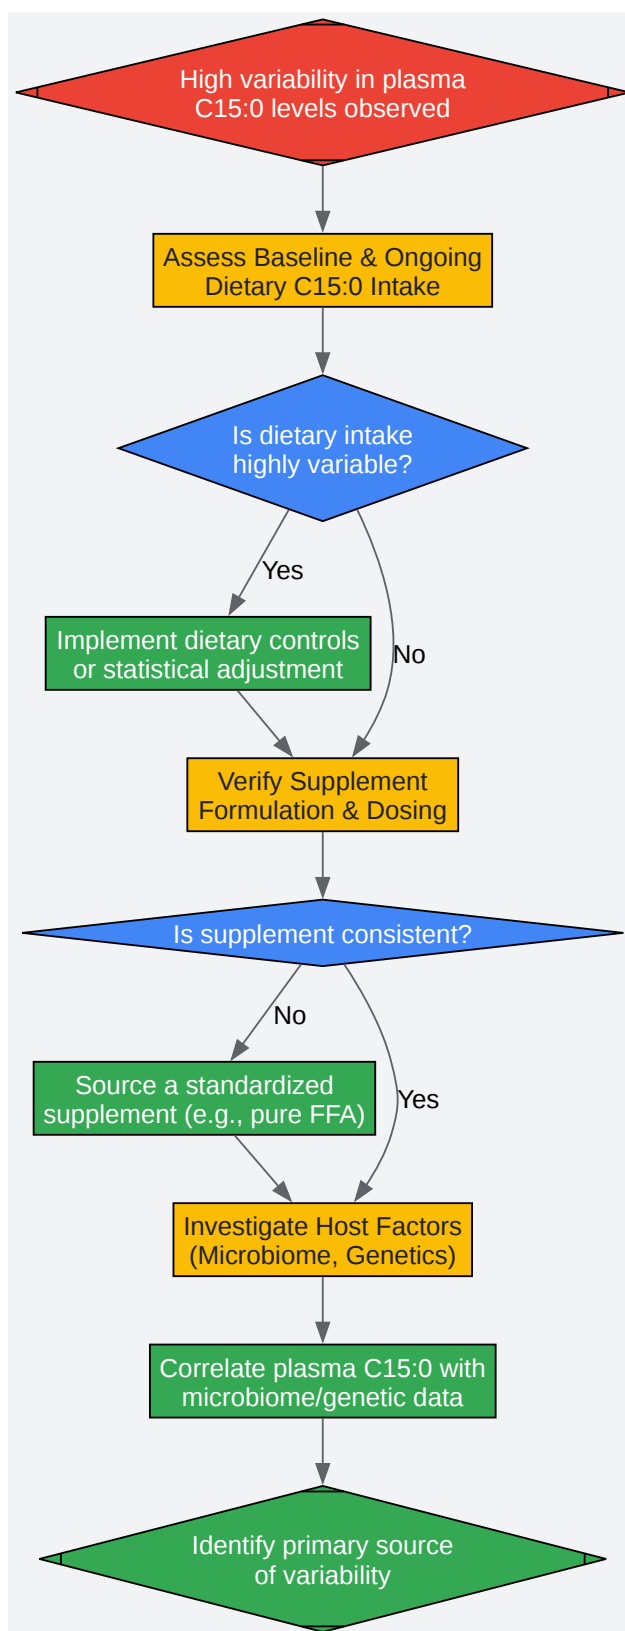 High variability in plasma
C15:0 levels observed
Assess Baseline & Ongoing
Dietary C15:0 Intake
Is dietary intake
highly variable?
Yes
Implement dietary controls
or statistical adjustment
No
Verify Supplement
Formulation & Dosing
Is supplement consistent?
No
Source a standardized
supplement (e.g., pure FFA)
Yes
Investigate Host Factors
(Microbiome, Genetics)
Correlate plasma C15:0 with
microbiome/genetic data
Identify primary source
of variability